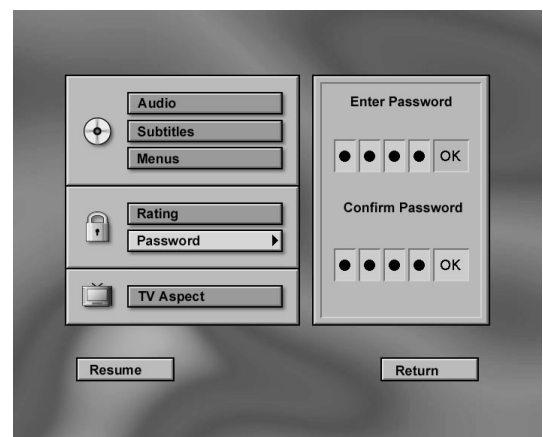 Audio
Subtitles
Menus
Rating
Password
TV Aspect
Enter Password
OK
Confirm Password
OK
Resume
Return